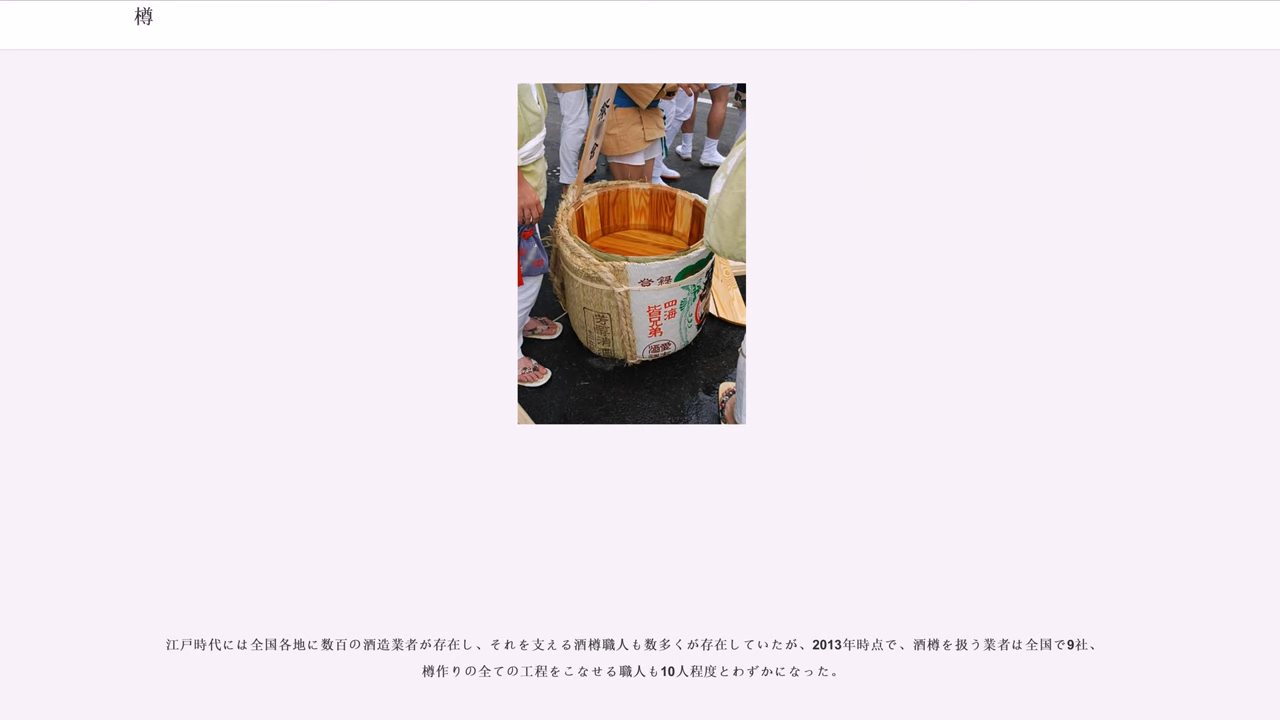 樽
登録
四海
皆兄弟
江戸時代には全国各地に数百の酒造業者が存在し、それを支える酒樽職人も数多くが存在していたが、2013年時点で、酒樽を扱う業者は全国で9社、
樽作りの全ての工程をこなせる職人も10人程度とわずかになった。